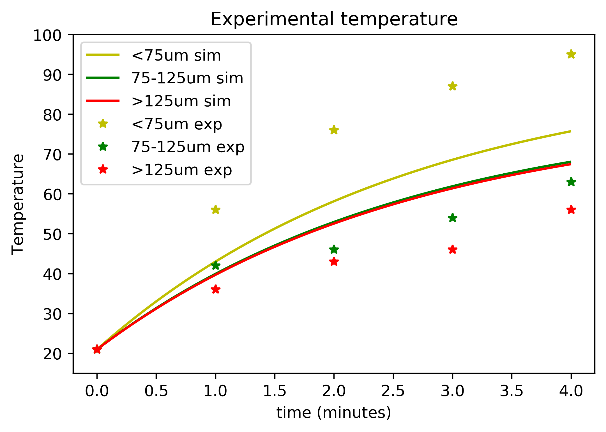 Experimental temperature
100
90
80
70
60
50
40
30
20
Temperature
<75um sim
75-125um sim
>125um sim
<75um exp
75-125um exp
>125um exp
0.0 0.5 1.0 1.5 2.0 2.5 3.0 3.5 4.0
time (minutes)